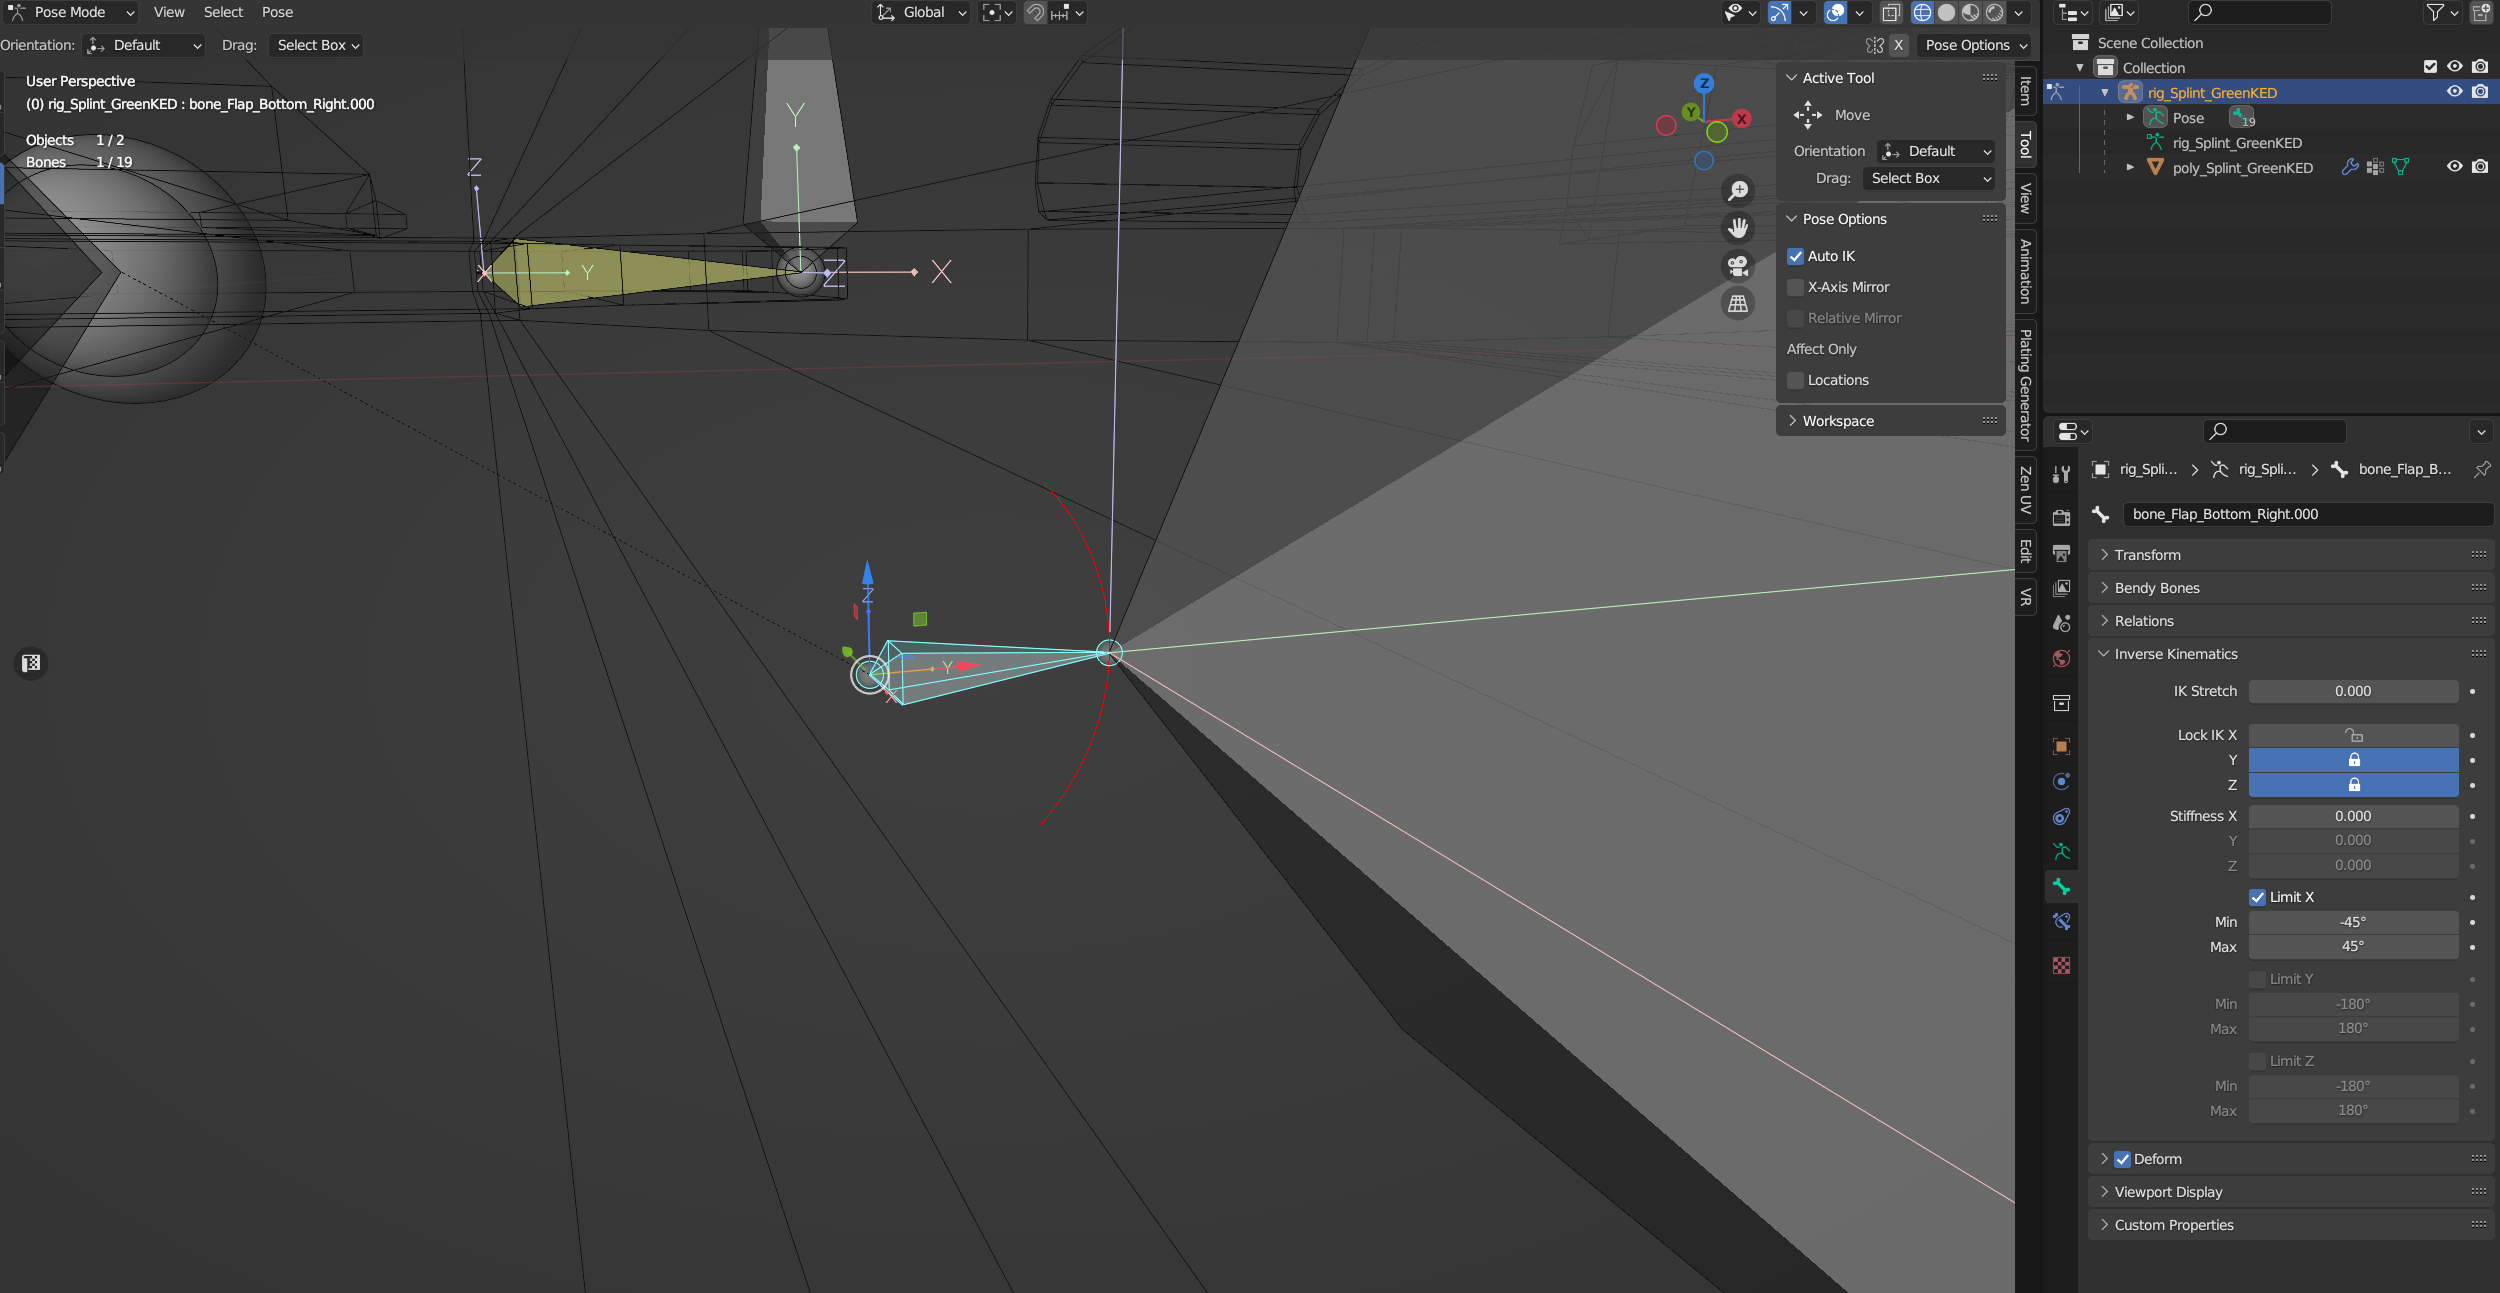 Pose Mode View Select Pose Global
Orientation: Default Drag: Select Box X Pose Options
User Perspective
(0) rig_Splint_GreenKED : bone_Flap_Bottom_Right.000
Objects 1 / 2
Bones 1 / 19
Z
X
Y
Y
Z
X
Z
Y
X
Z
Y
X
Active Tool
Move
Orientation Default
Drag: Select Box
Pose Options
Auto IK
X-Axis Mirror
Relative Mirror
Affect Only
Locations
Workspace
Item
Tool
View
Animation
Plating Generator
Zen UV
Edit
VR
Scene Collection
Collection
rig_Splint_GreenKED
Pose 19
rig_Splint_GreenKED
poly_Splint_GreenKED
rig_Spli... rig_Spli... bone_Flap_B...
bone_Flap_Bottom_Right.000
Transform
Bendy Bones
Relations
Inverse Kinematics
IK Stretch 0.000
Lock IK X
Y
Z
Stiffness X 0.000
Y 0.000
Z 0.000
Limit X
Min -45°
Max 45°
Limit Y
Min -180°
Max 180°
Limit Z
Min -180°
Max 180°
Deform
Viewport Display
Custom Properties